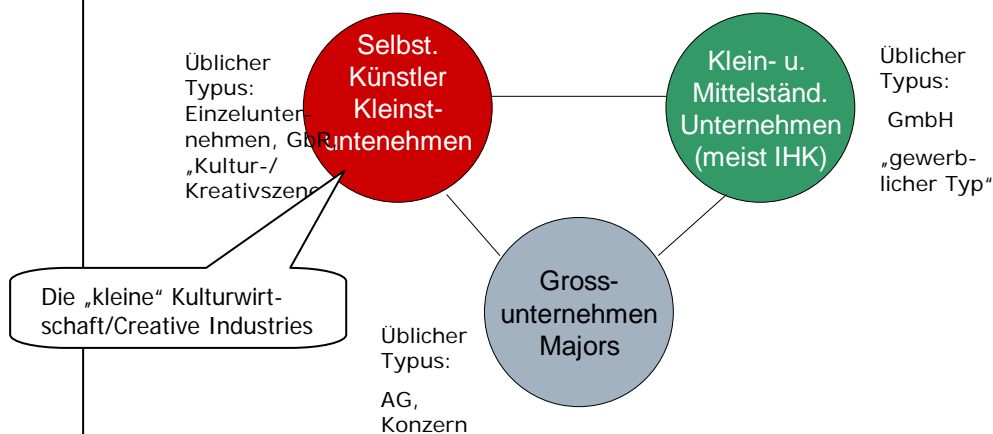 Üblicher
Typus:
Einzelunter-
nehmen, GbR
„Kultur-/
Kreativszene
Selbst.
Künstler
Kleinst-
untenehmen
Klein- u.
Mittelständ.
Unternehmen
(meist IHK)
Üblicher
Typus:
GmbH
„gewerb-
licher Typ“
Die „kleine“ Kulturwirt-
schaft/Creative Industries
Gross-
unternehmen
Majors
Üblicher
Typus:
AG,
Konzern